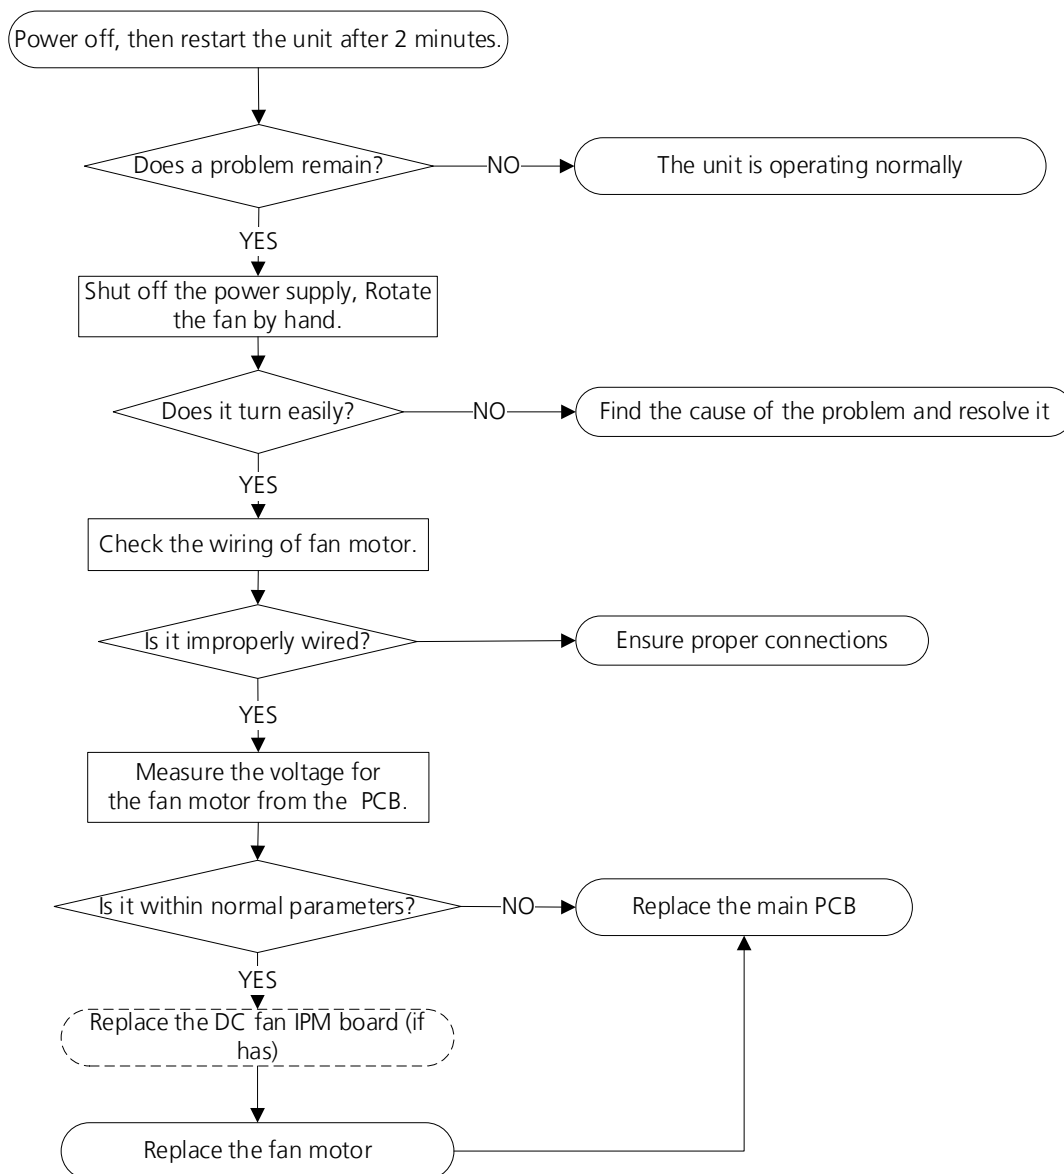 Power off, then restart the unit after 2 minutes.
Does a problem remain?
NO
The unit is operating normally
YES
Shut off the power supply, Rotate
the fan by hand.
Does it turn easily?
NO
Find the cause of the problem and resolve it
YES
Check the wiring of fan motor.
Is it improperly wired?
Ensure proper connections
YES
Measure the voltage for
the fan motor from the PCB.
Is it within normal parameters?
NO
Replace the main PCB
YES
Replace the DC fan IPM board (if
has)
Replace the fan motor